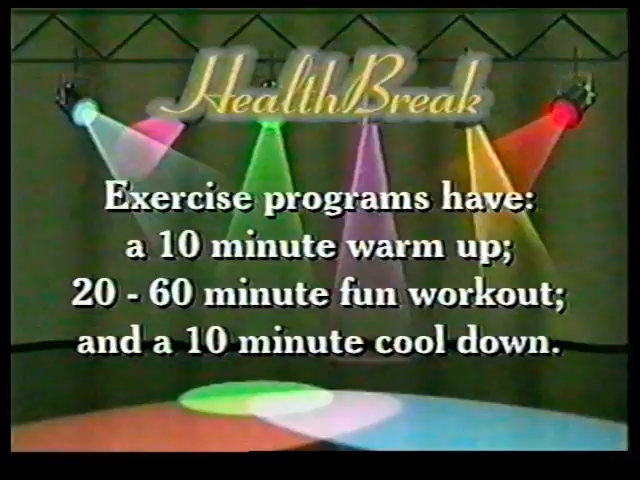 HealthBreak
Exercise programs have:
a 10 minute warm up;
20 - 60 minute fun workout;
and a 10 minute cool down.